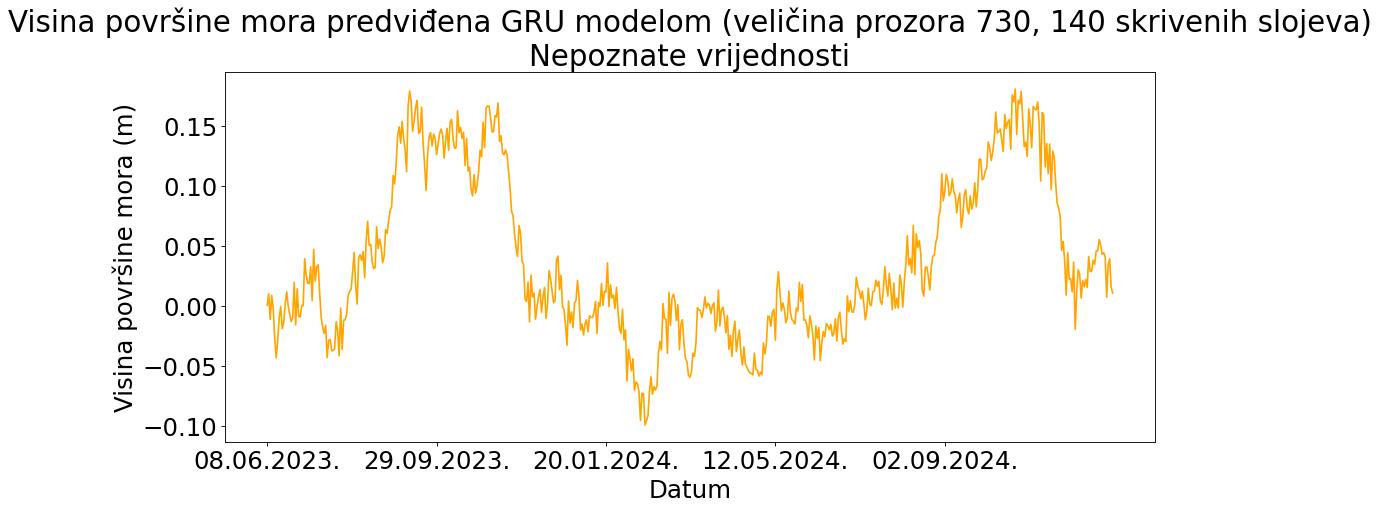 Visina površine mora predviđena GRU modelom (veličina prozora 730, 140 skrivenih slojeva)
Nepoznate vrijednosti
Visina površine mora (m)
0.15
0.10
0.05
0.00
−0.05
−0.10
08.06.2023. 29.09.2023. 20.01.2024. 12.05.2024. 02.09.2024.
Datum